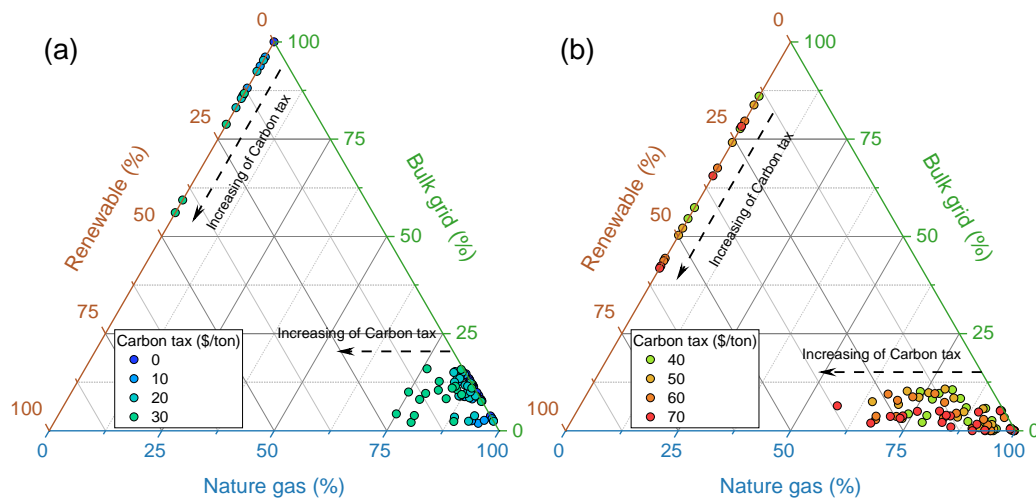 (a)
0
100
25
75
Renewable (%)
Bulk grid (%)
Increasing of Carbon tax
50
50
75
25
Increasing of Carbon tax
Carbon tax ($/ton)
0
10
20
30
100
0
0
25
50
75
100
Nature gas (%)
(b)
0
100
25
75
Renewable (%)
Bulk grid (%)
Increasing of Carbon tax
50
50
75
25
Increasing of Carbon tax
Carbon tax ($/ton)
40
50
60
70
100
0
0
25
50
75
100
Nature gas (%)